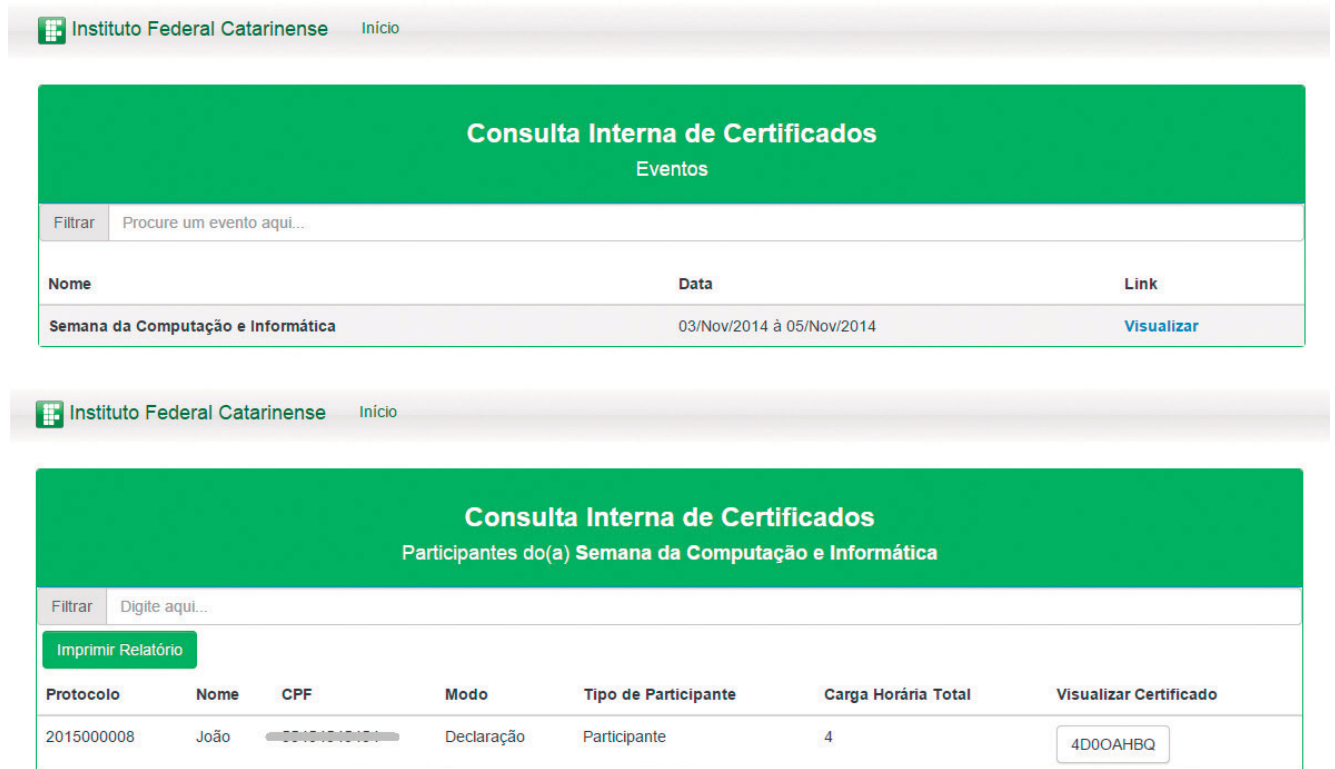 Instituto Federal Catarinense Início
Consulta Interna de Certificados
Eventos
Filtrar Procure um evento aqui...
Nome Data Link
Semana da Computação e Informática 03/Nov/2014 à 05/Nov/2014 Visualizar
Instituto Federal Catarinense Início
Consulta Interna de Certificados
Participantes do(a) Semana da Computação e Informática
Filtrar Digite aqui...
Imprimir Relatório
Protocolo Nome CPF Modo Tipo de Participante Carga Horária Total Visualizar Certificado
2015000008 João Declaração Participante 4 4D0OAHBQ